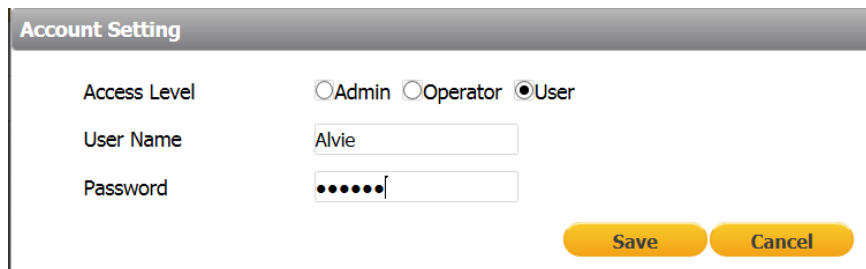 Account Setting
Access Level Admin Operator User
User Name Alvie
Password ••••••
Save Cancel